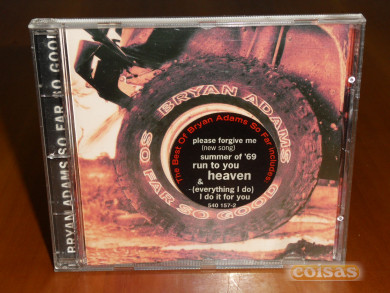 BRYAN ADAMS SO FAR SO GOOD
BRYAN ADAMS
SO FAR SO GOOD
The Best Of Bryan Adams So Far includes:
please forgive me
(new song)
summer of '69
run to you
heaven
&
~(everything I do)
I do it for you
540 157-2
coisas